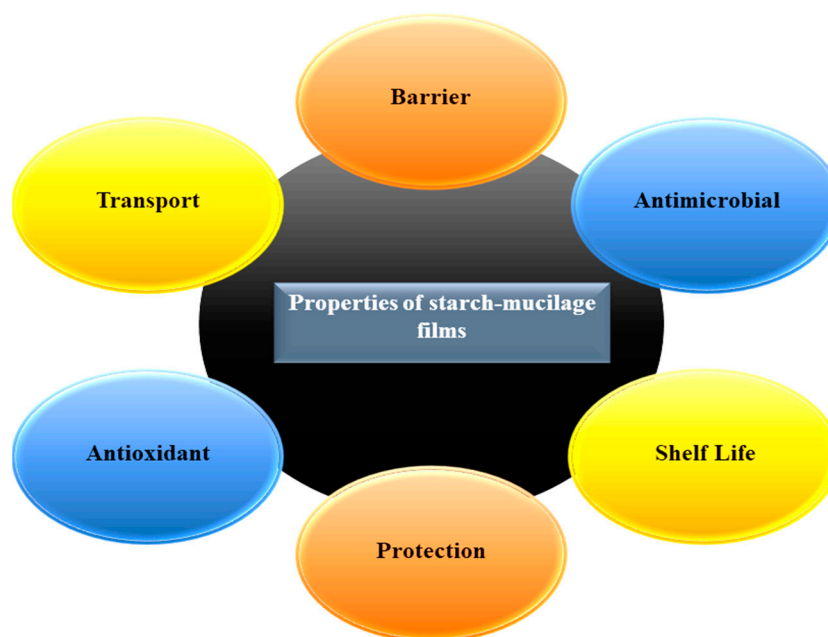 Barrier
Transport
Antimicrobial
Properties of starch-mucilage
films
Antioxidant
Shelf Life
Protection